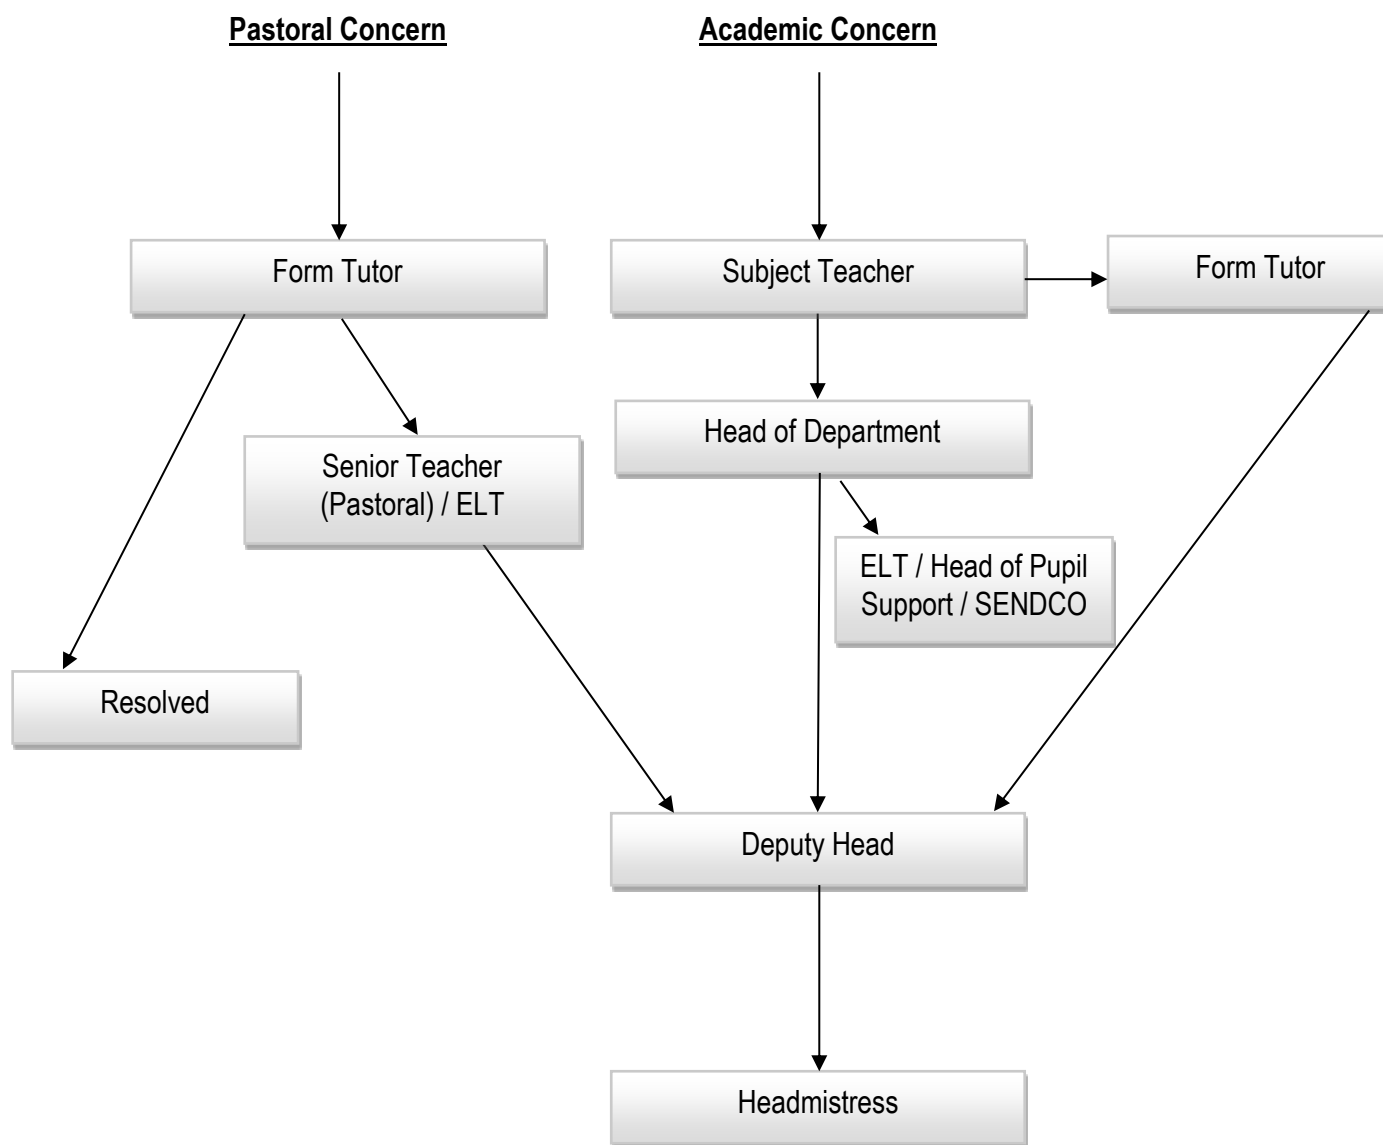 Pastoral Concern
Academic Concern
Form Tutor
Subject Teacher
Form Tutor
Head of Department
Senior Teacher
(Pastoral) / ELT
ELT / Head of Pupil
Support / SENDCO
Resolved
Deputy Head
Headmistress